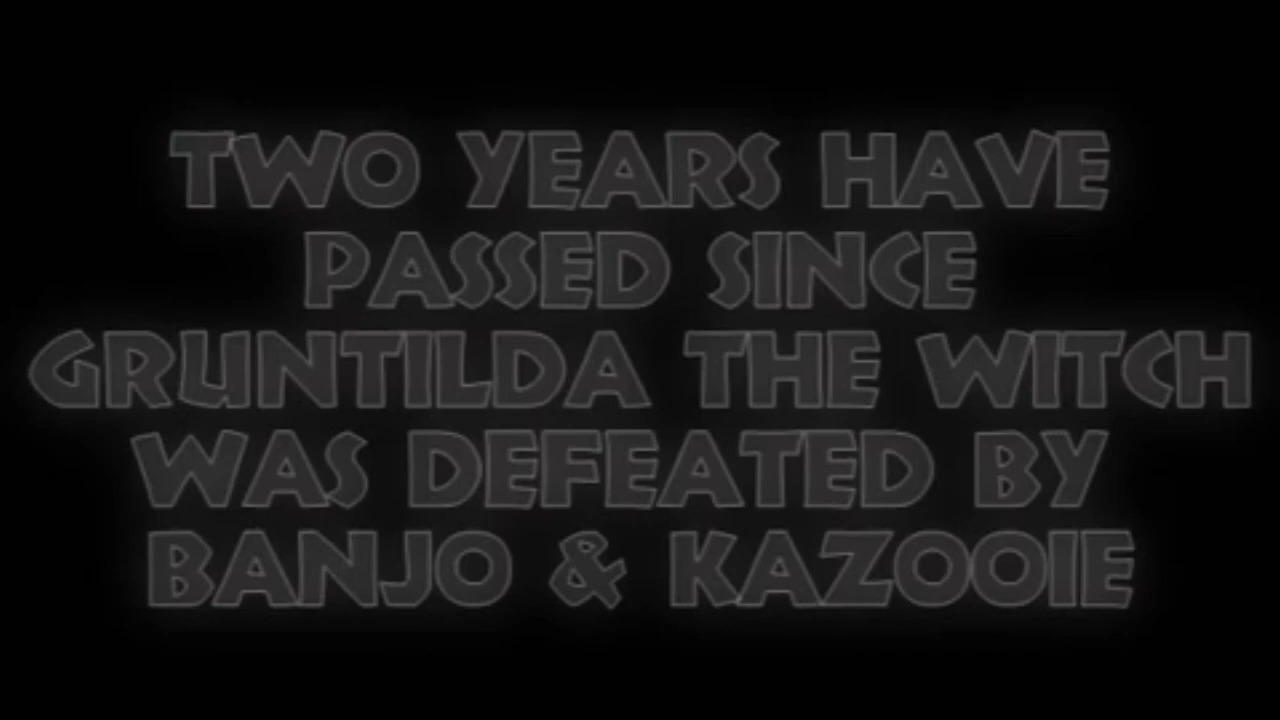 TWO YEARS HAVE
PASSED SINCE
GRUNTILDA THE WITCH
WAS DEFEATED BY
BANJO & KAZOOIE